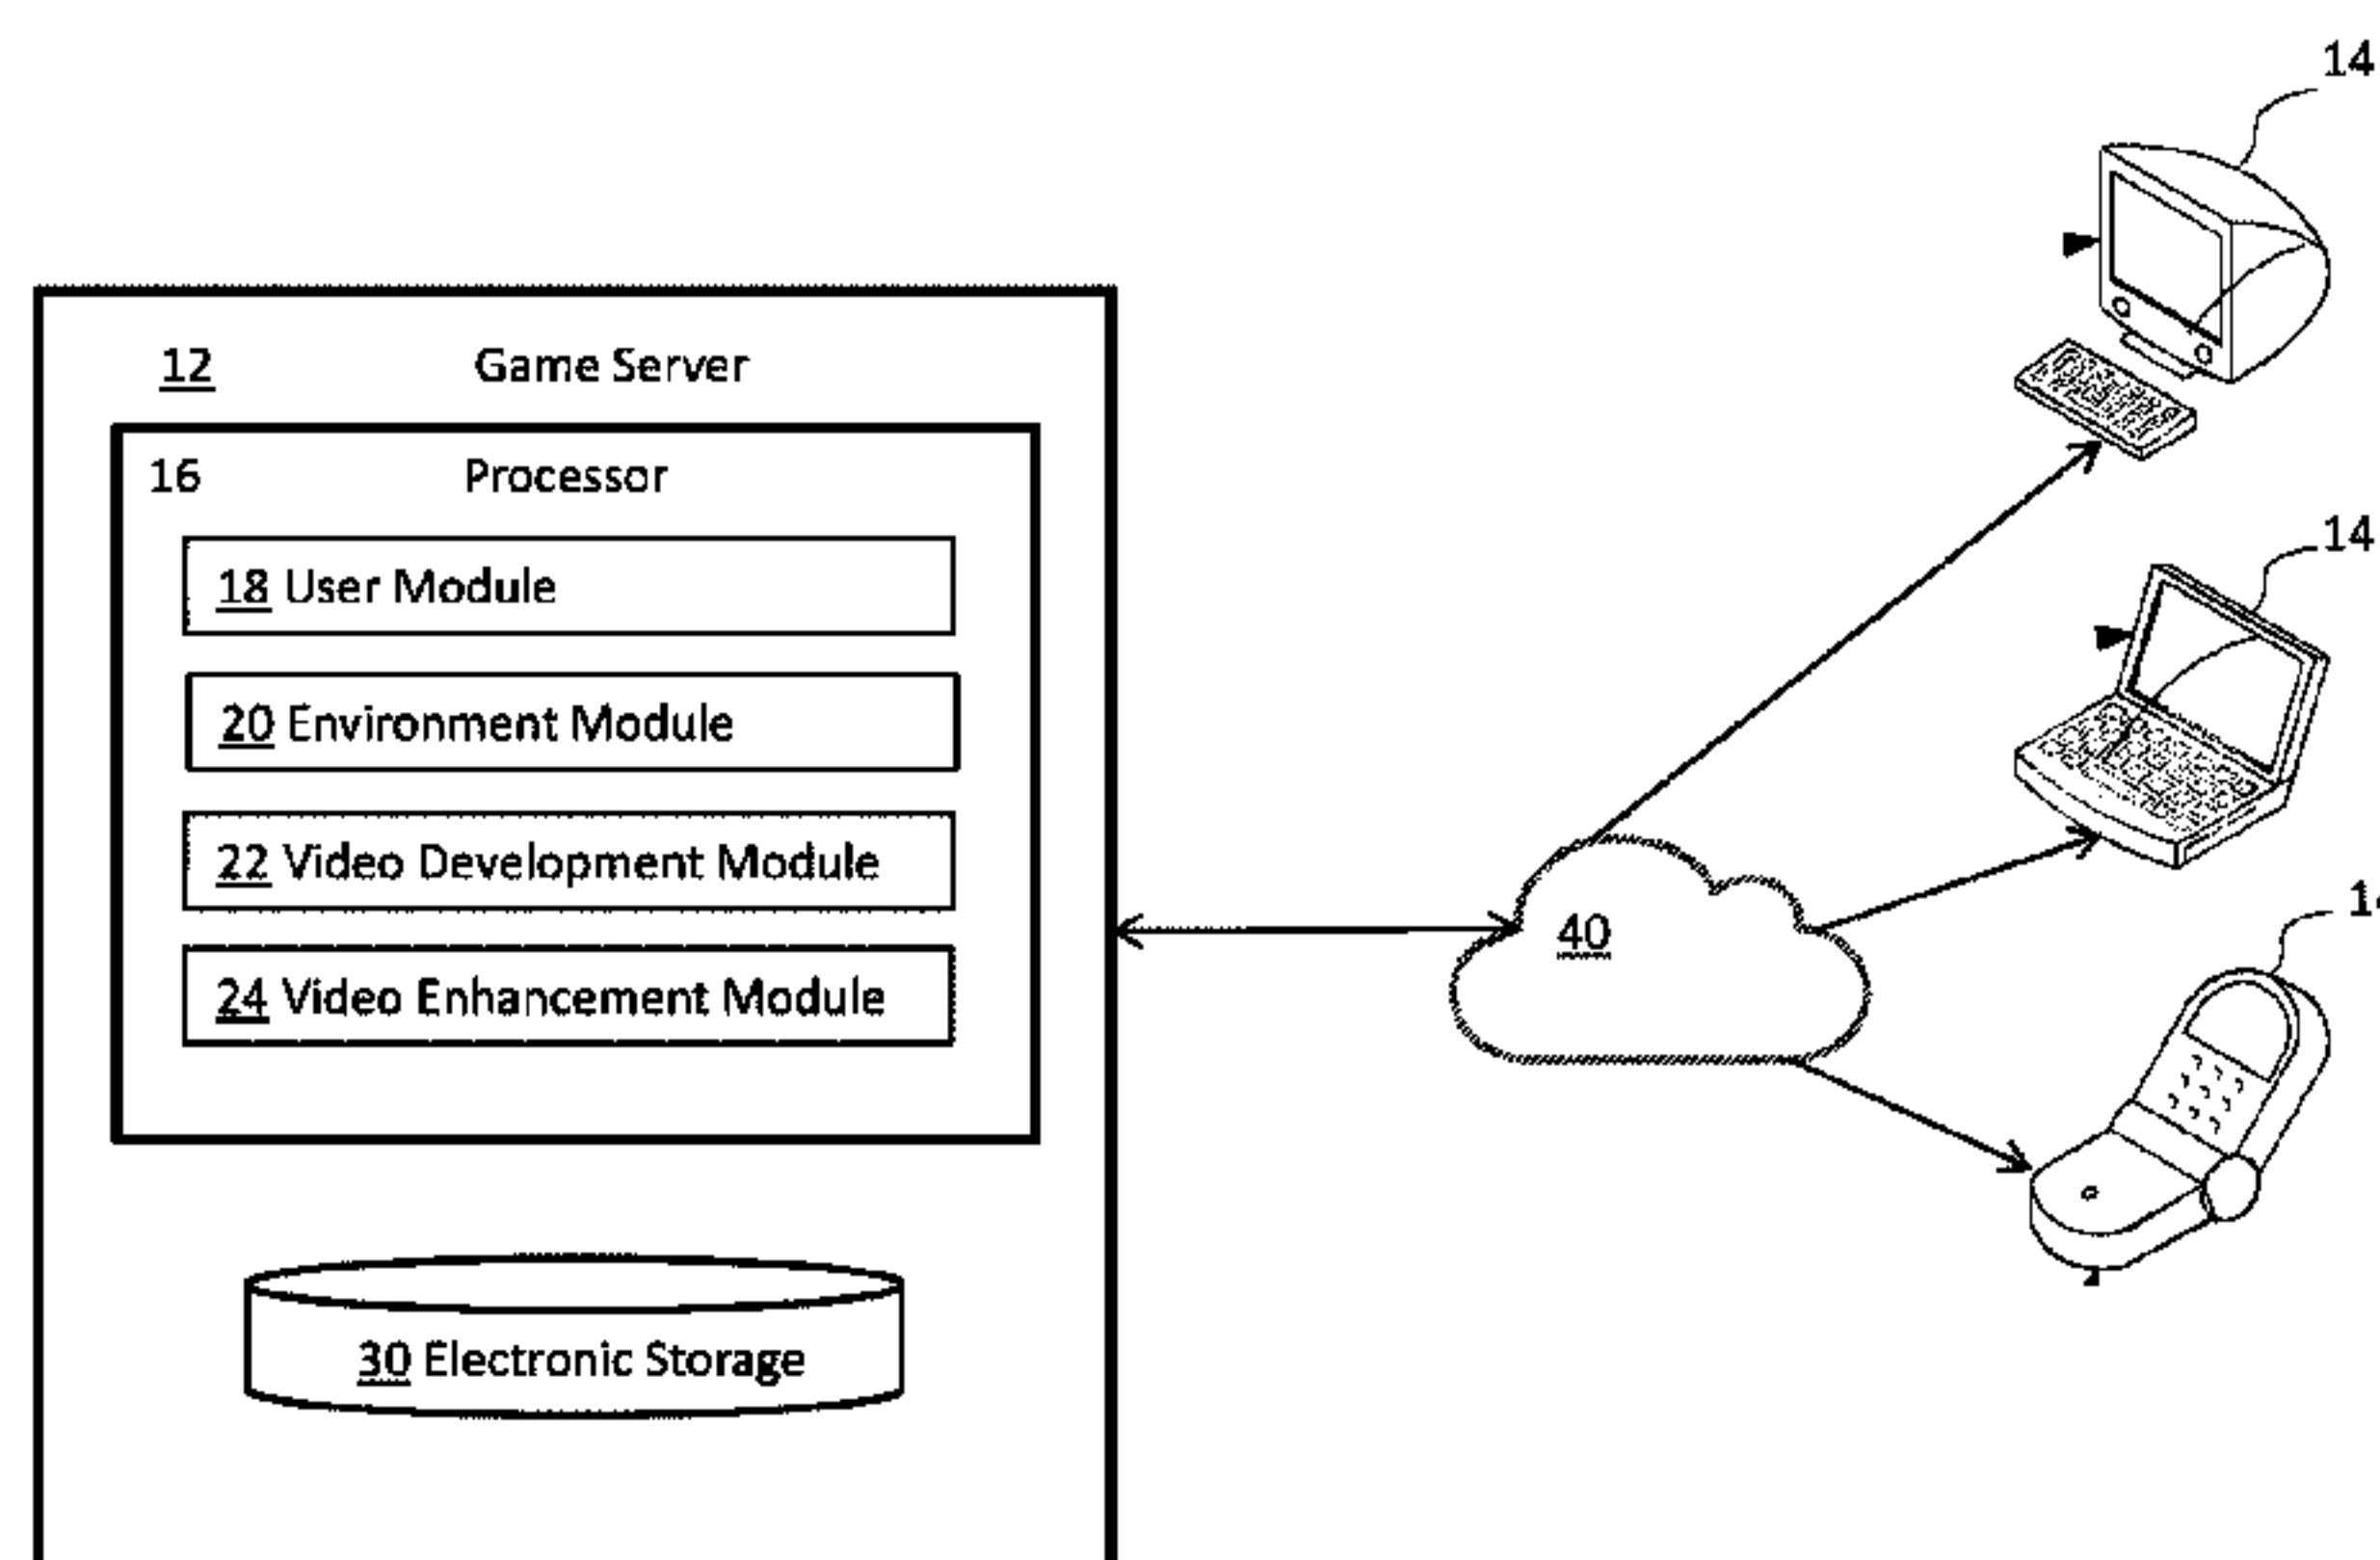 14
12 Game Server
16 Processor
18 User Module
14
20 Environment Module
22 Video Development Module
40
24 Video Enhancement Module
30 Electronic Storage